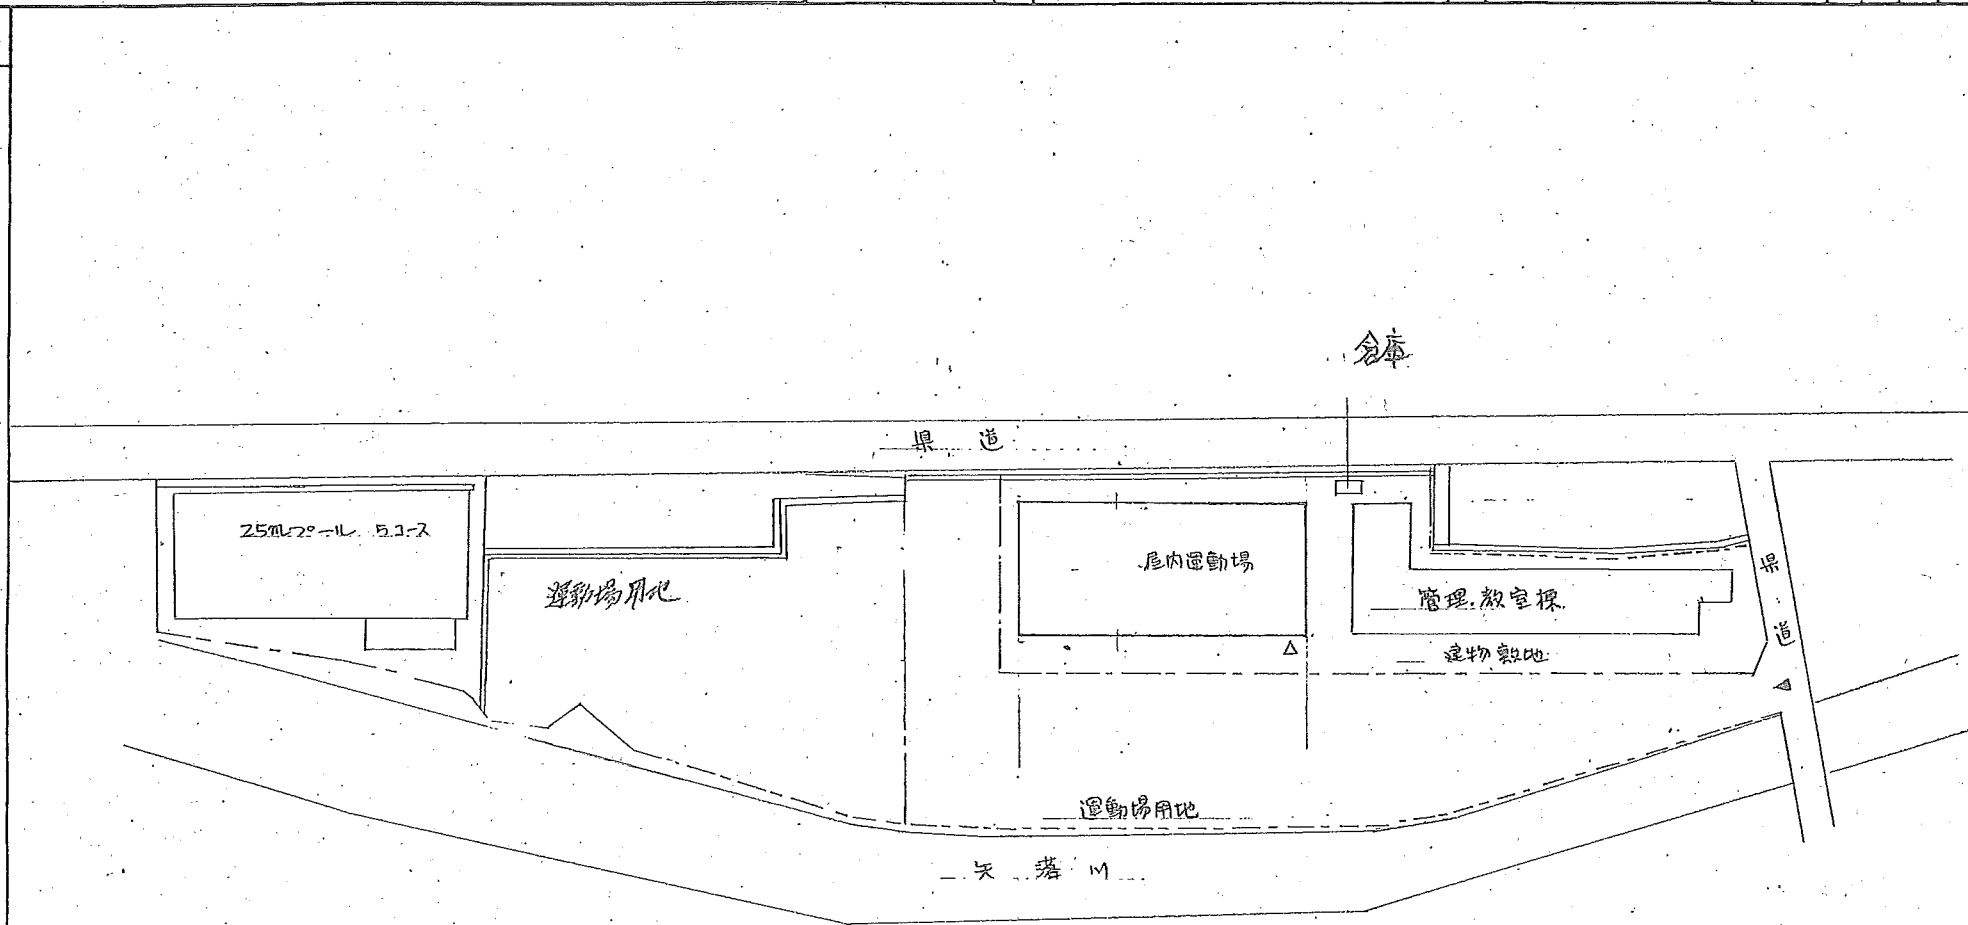 倉庫
県道
25mプール 5コース
屋内運動場
運動場用地
管理.教室棟
県道
建物敷地
運動場用地
矢落川